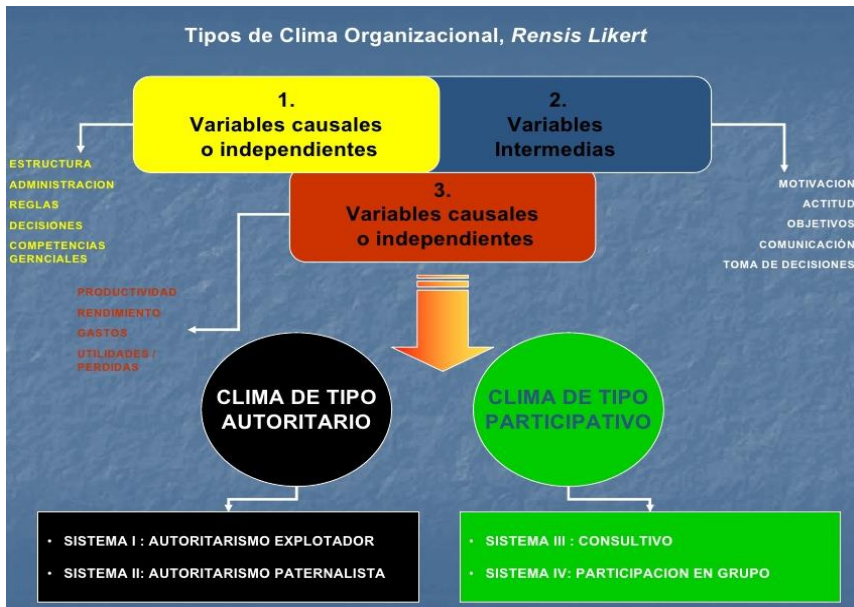 Tipos de Clima Organizacional, Rensis Likert
1.
Variables causales
o independientes
2.
Variables
Intermedias
3.
Variables causales
o independientes
ESTRUCTURA
ADMINISTRACION
REGLAS
DECISIONES
COMPETENCIAS
GERNCIALES
MOTIVACION
ACTITUD
OBJETIVOS
COMUNICACIÓN
TOMA DE DECISIONES
PRODUCTIVIDAD
RENDIMIENTO
GASTOS
UTILIDADES /
PERDIDAS
CLIMA DE TIPO
AUTORITARIO
CLIMA DE TIPO
PARTICIPATIVO
• SISTEMA I : AUTORITARISMO EXPLOTADOR
• SISTEMA II: AUTORITARISMO PATERNALISTA
• SISTEMA III : CONSULTIVO
• SISTEMA IV: PARTICIPACION EN GRUPO